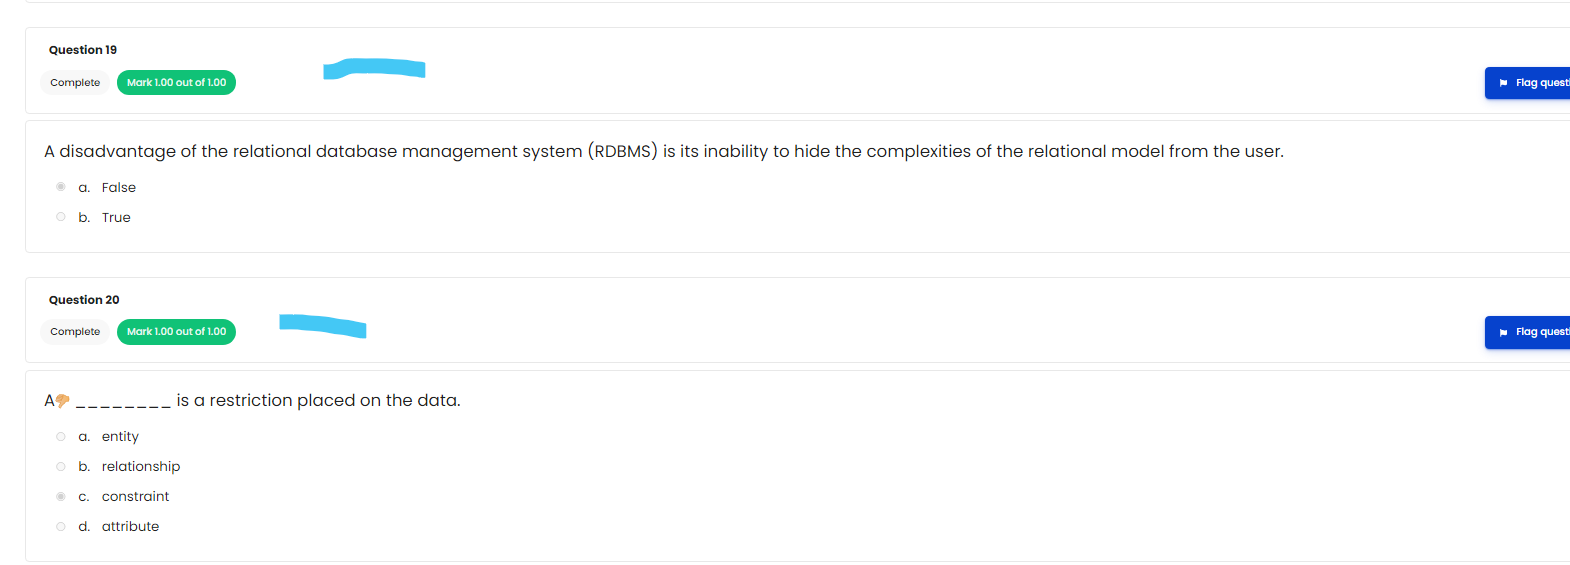 Question 19
Complete Mark 1.00 out of 1.00
Flag quest
A disadvantage of the relational database management system (RDBMS) is its inability to hide the complexities of the relational model from the user.
a. False
b. True
Question 20
Complete Mark 1.00 out of 1.00
Flag quest
A👎 ________ is a restriction placed on the data.
a. entity
b. relationship
c. constraint
d. attribute